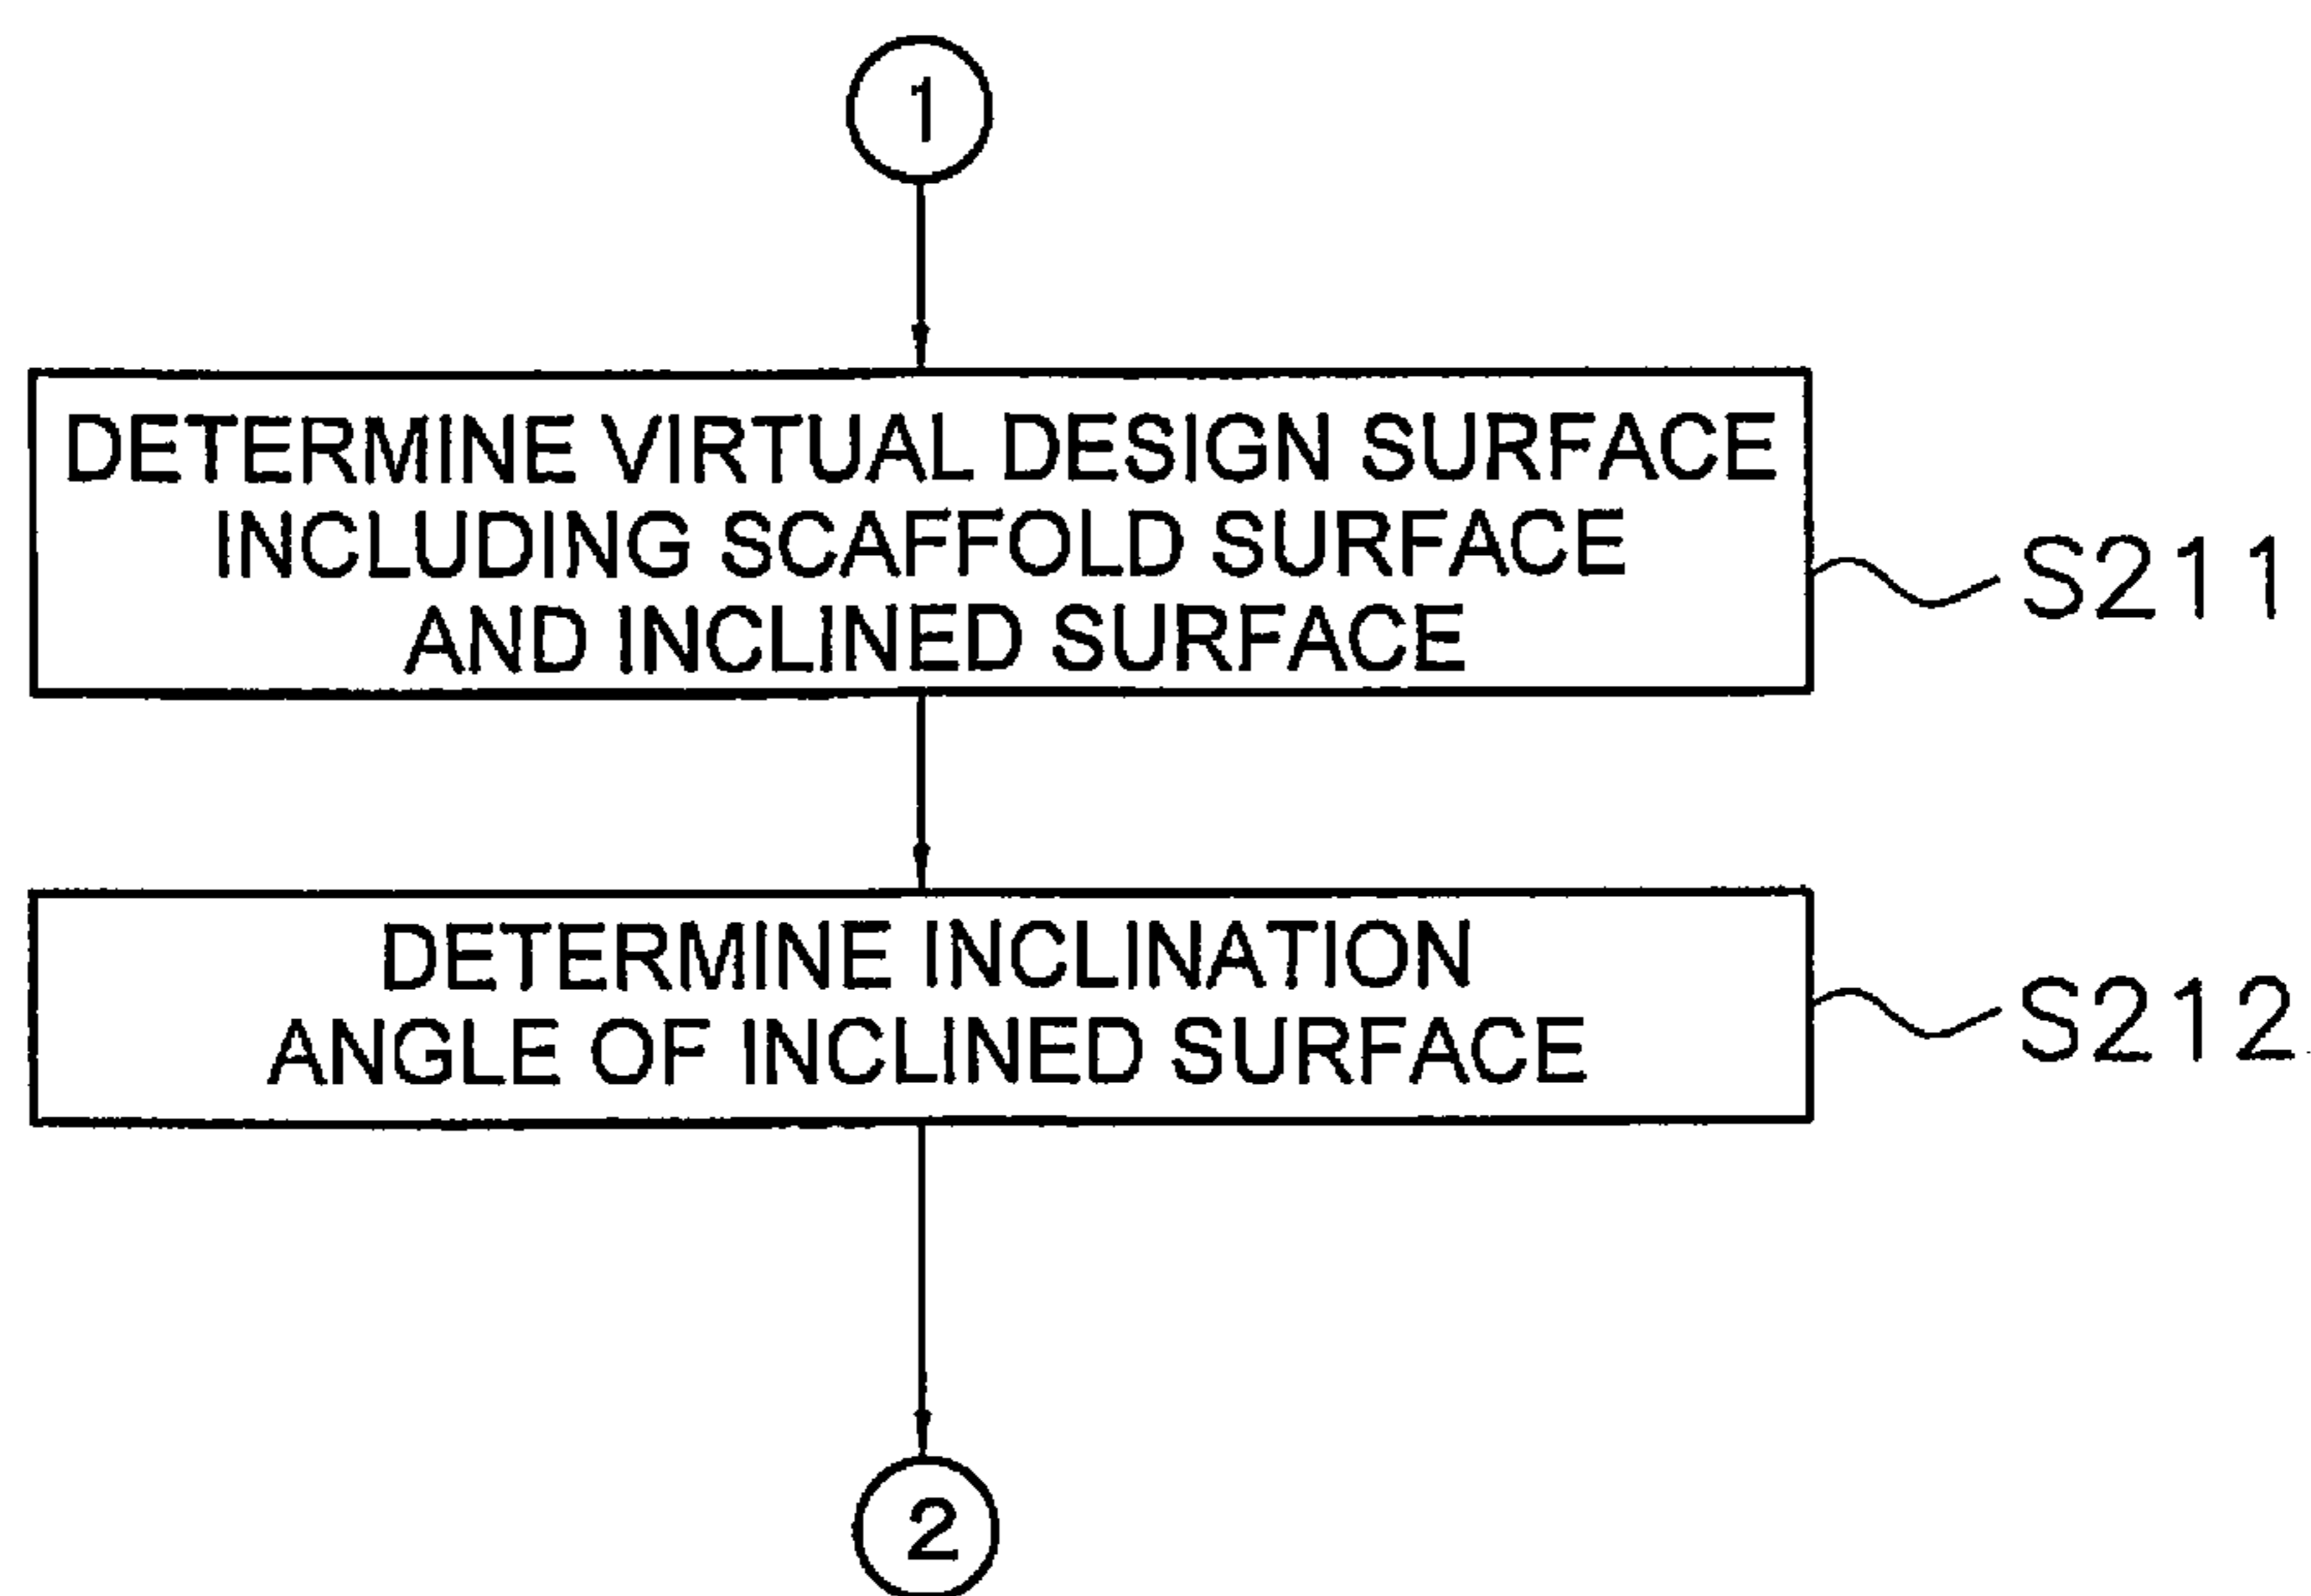 1
DETERMINE VIRTUAL DESIGN SURFACE
INCLUDING SCAFFOLD SURFACE
AND INCLINED SURFACE
S211
DETERMINE INCLINATION
ANGLE OF INCLINED SURFACE
S212
2